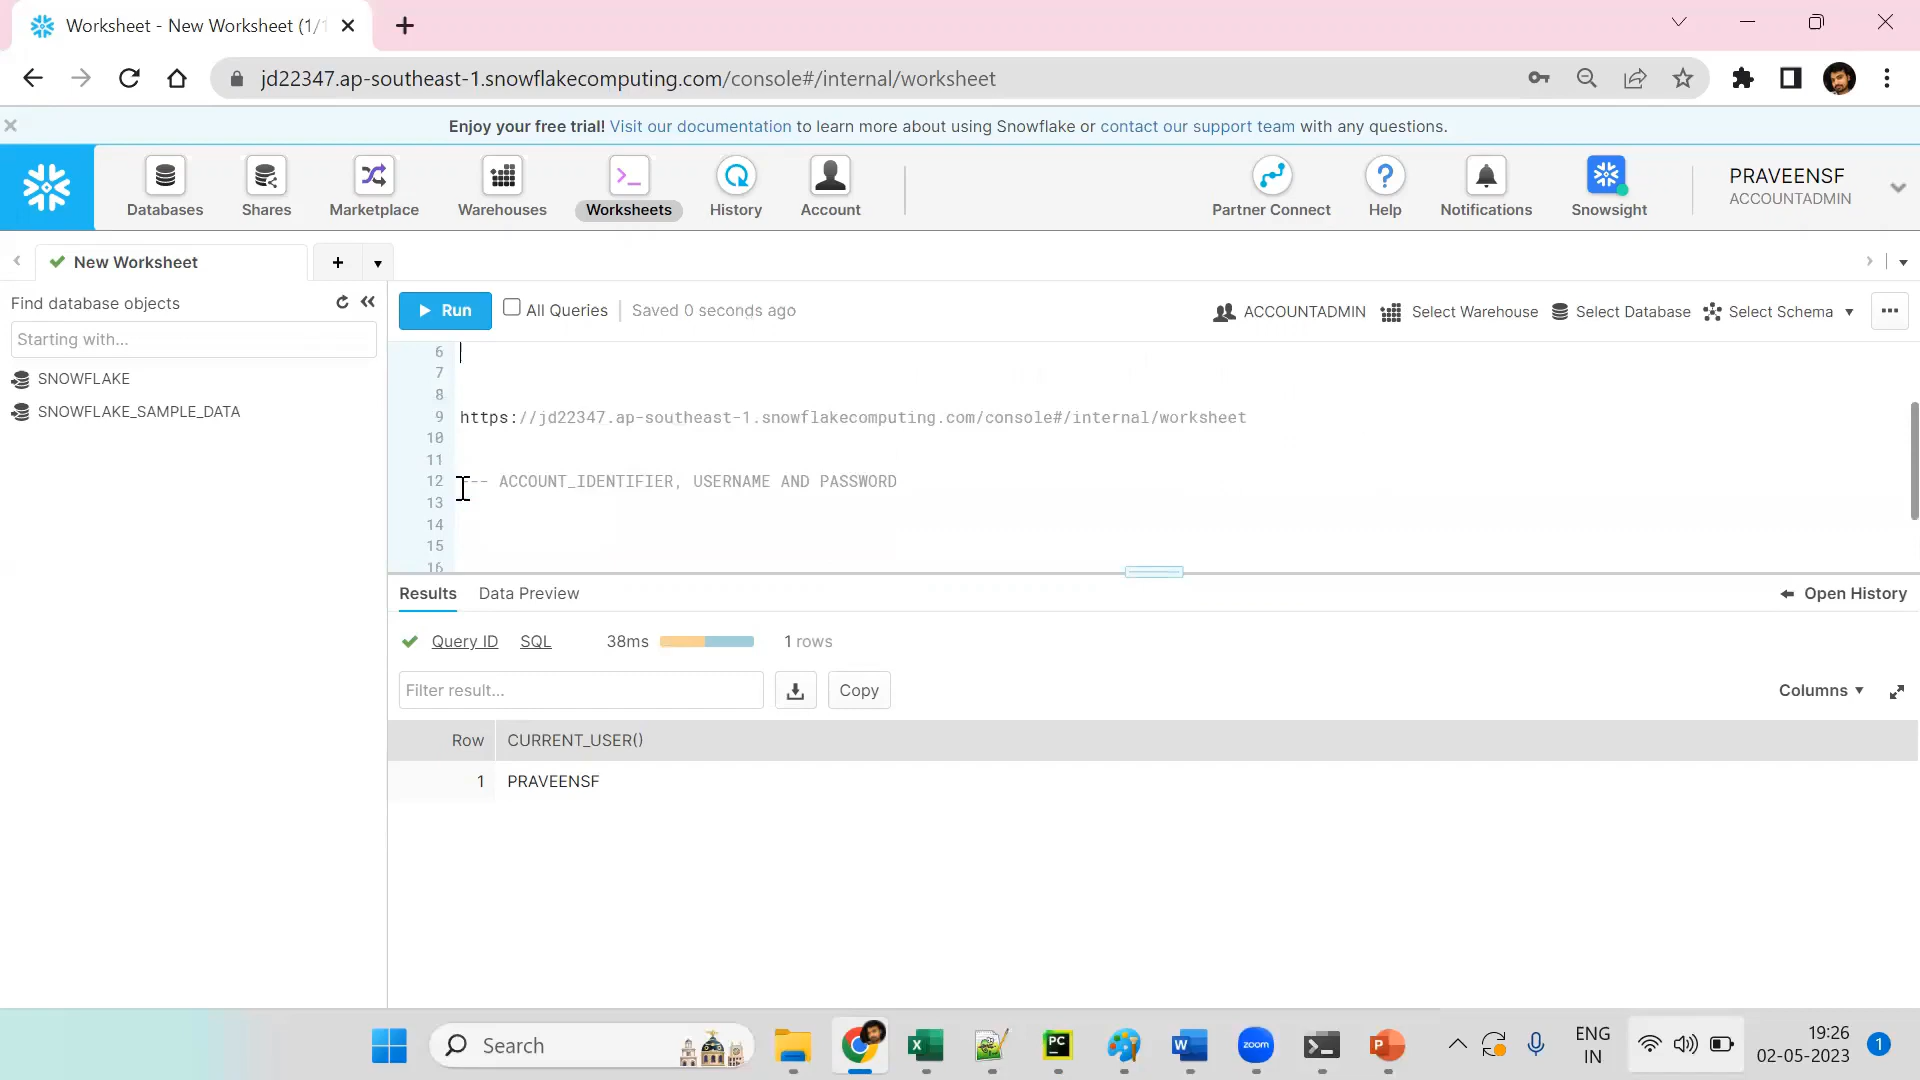 Worksheet - New Worksheet (1/1
jd22347.ap-southeast-1.snowflakecomputing.com/console#/internal/worksheet
Enjoy your free trial! Visit our documentation to learn more about using Snowflake or contact our support team with any questions.
Databases
Shares
Marketplace
Warehouses
Worksheets
History
Account
Partner Connect
Help
Notifications
Snowsight
PRAVEENSF
ACCOUNTADMIN
New Worksheet
Find database objects
Starting with...
SNOWFLAKE
SNOWFLAKE_SAMPLE_DATA
Run
All Queries
Saved 0 seconds ago
ACCOUNTADMIN
Select Warehouse
Select Database
Select Schema
6
7
8
9 https://jd22347.ap-southeast-1.snowflakecomputing.com/console#/internal/worksheet
10
11
12 -- ACCOUNT_IDENTIFIER, USERNAME AND PASSWORD
13
14
15
16
Results
Data Preview
Open History
Query ID
SQL
38ms
1 rows
Filter result...
Copy
Columns
Row CURRENT_USER()
1 PRAVEENSF
Search
PC
zoom
ENG
IN
19:26
02-05-2023
1